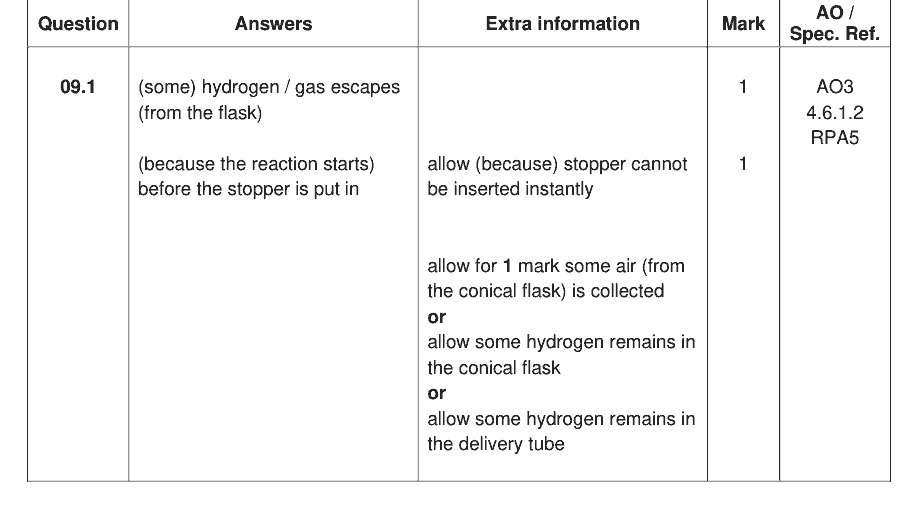 Question Answers Extra information Mark AO /
Spec. Ref.
09.1 (some) hydrogen / gas escapes 1 AO3
(from the flask) 4.6.1.2
RPA5
(because the reaction starts) allow (because) stopper cannot 1
before the stopper is put in be inserted instantly
allow for 1 mark some air (from
the conical flask) is collected
or
allow some hydrogen remains in
the conical flask
or
allow some hydrogen remains in
the delivery tube